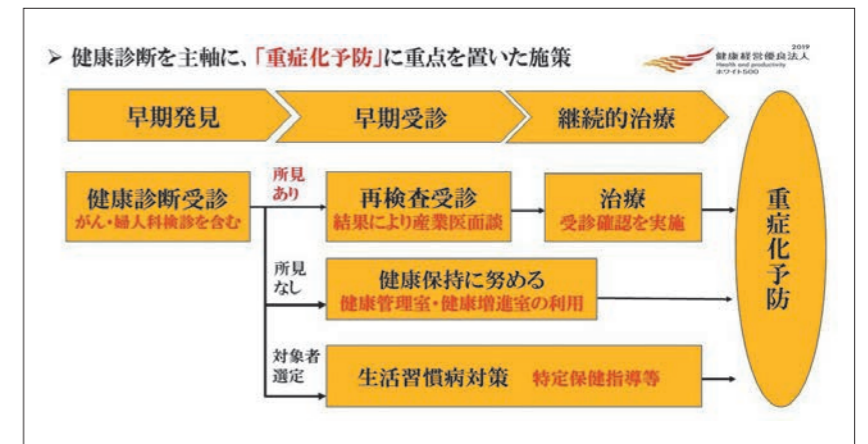 ➢ 健康診断を主軸に、「重症化予防」に重点を置いた施策
2019
健康経営優良法人
Health and productivity
ホワイト500
早期発見
早期受診
継続的治療
健康診断受診
がん・婦人科検診を含む
所見
あり
再検査受診
結果により産業医面談
治療
受診確認を実施
所見
なし
健康保持に努める
健康管理室・健康増進室の利用
対象者
選定
生活習慣病対策 特定保健指導等
重症化予防